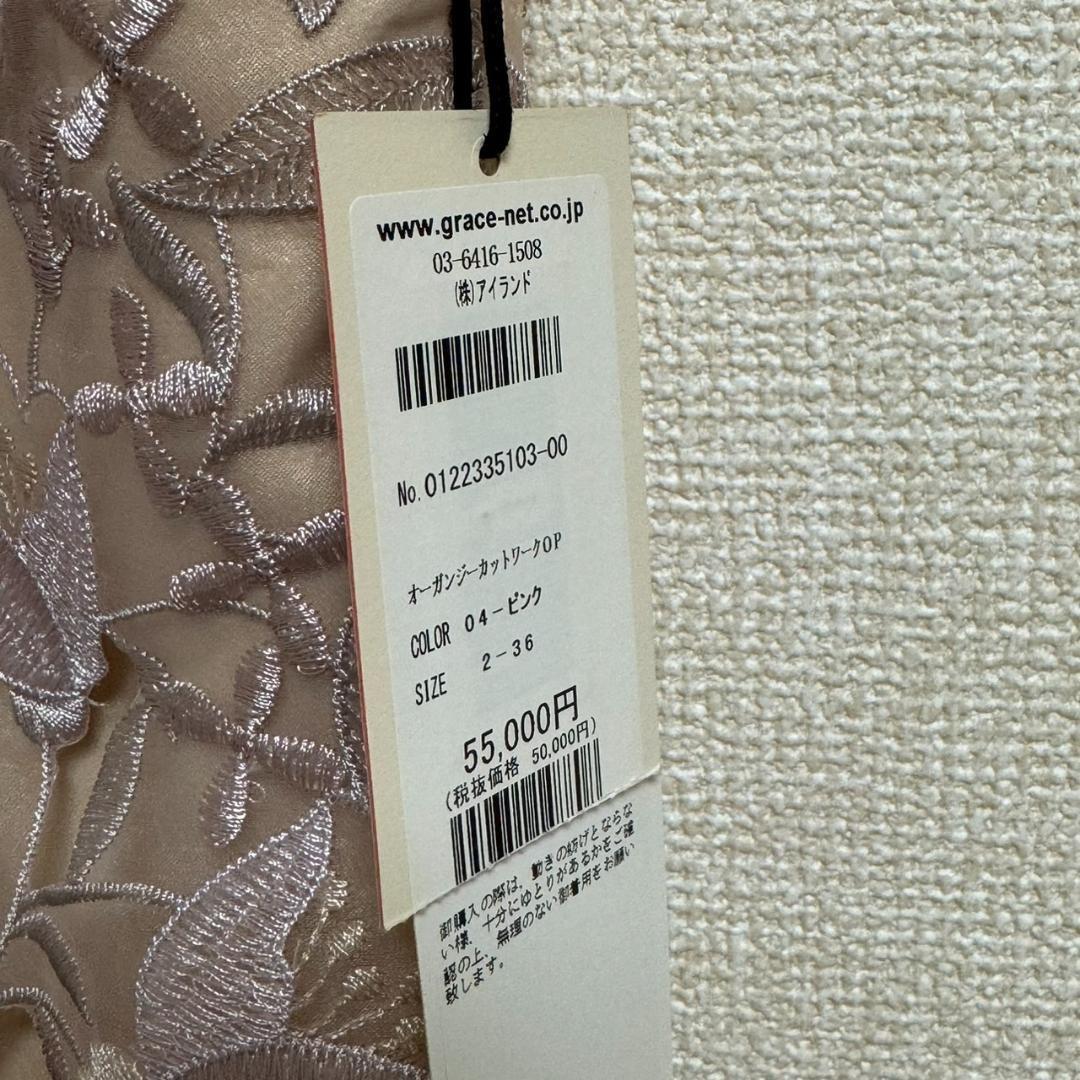 www.grace-net.co.jp
03-6416-1508
(株)アイランド
No.0122335103-00
オーガンジーカットワークOP
COLOR 04-ピンク
SIZE 2-36
55,000円
(税抜価格 50,000円)
御購入の際は、動きの妨げとならな
い様、十分にゆとりがあるかをご確
認の上、無理のない御着用をお願い
致します。